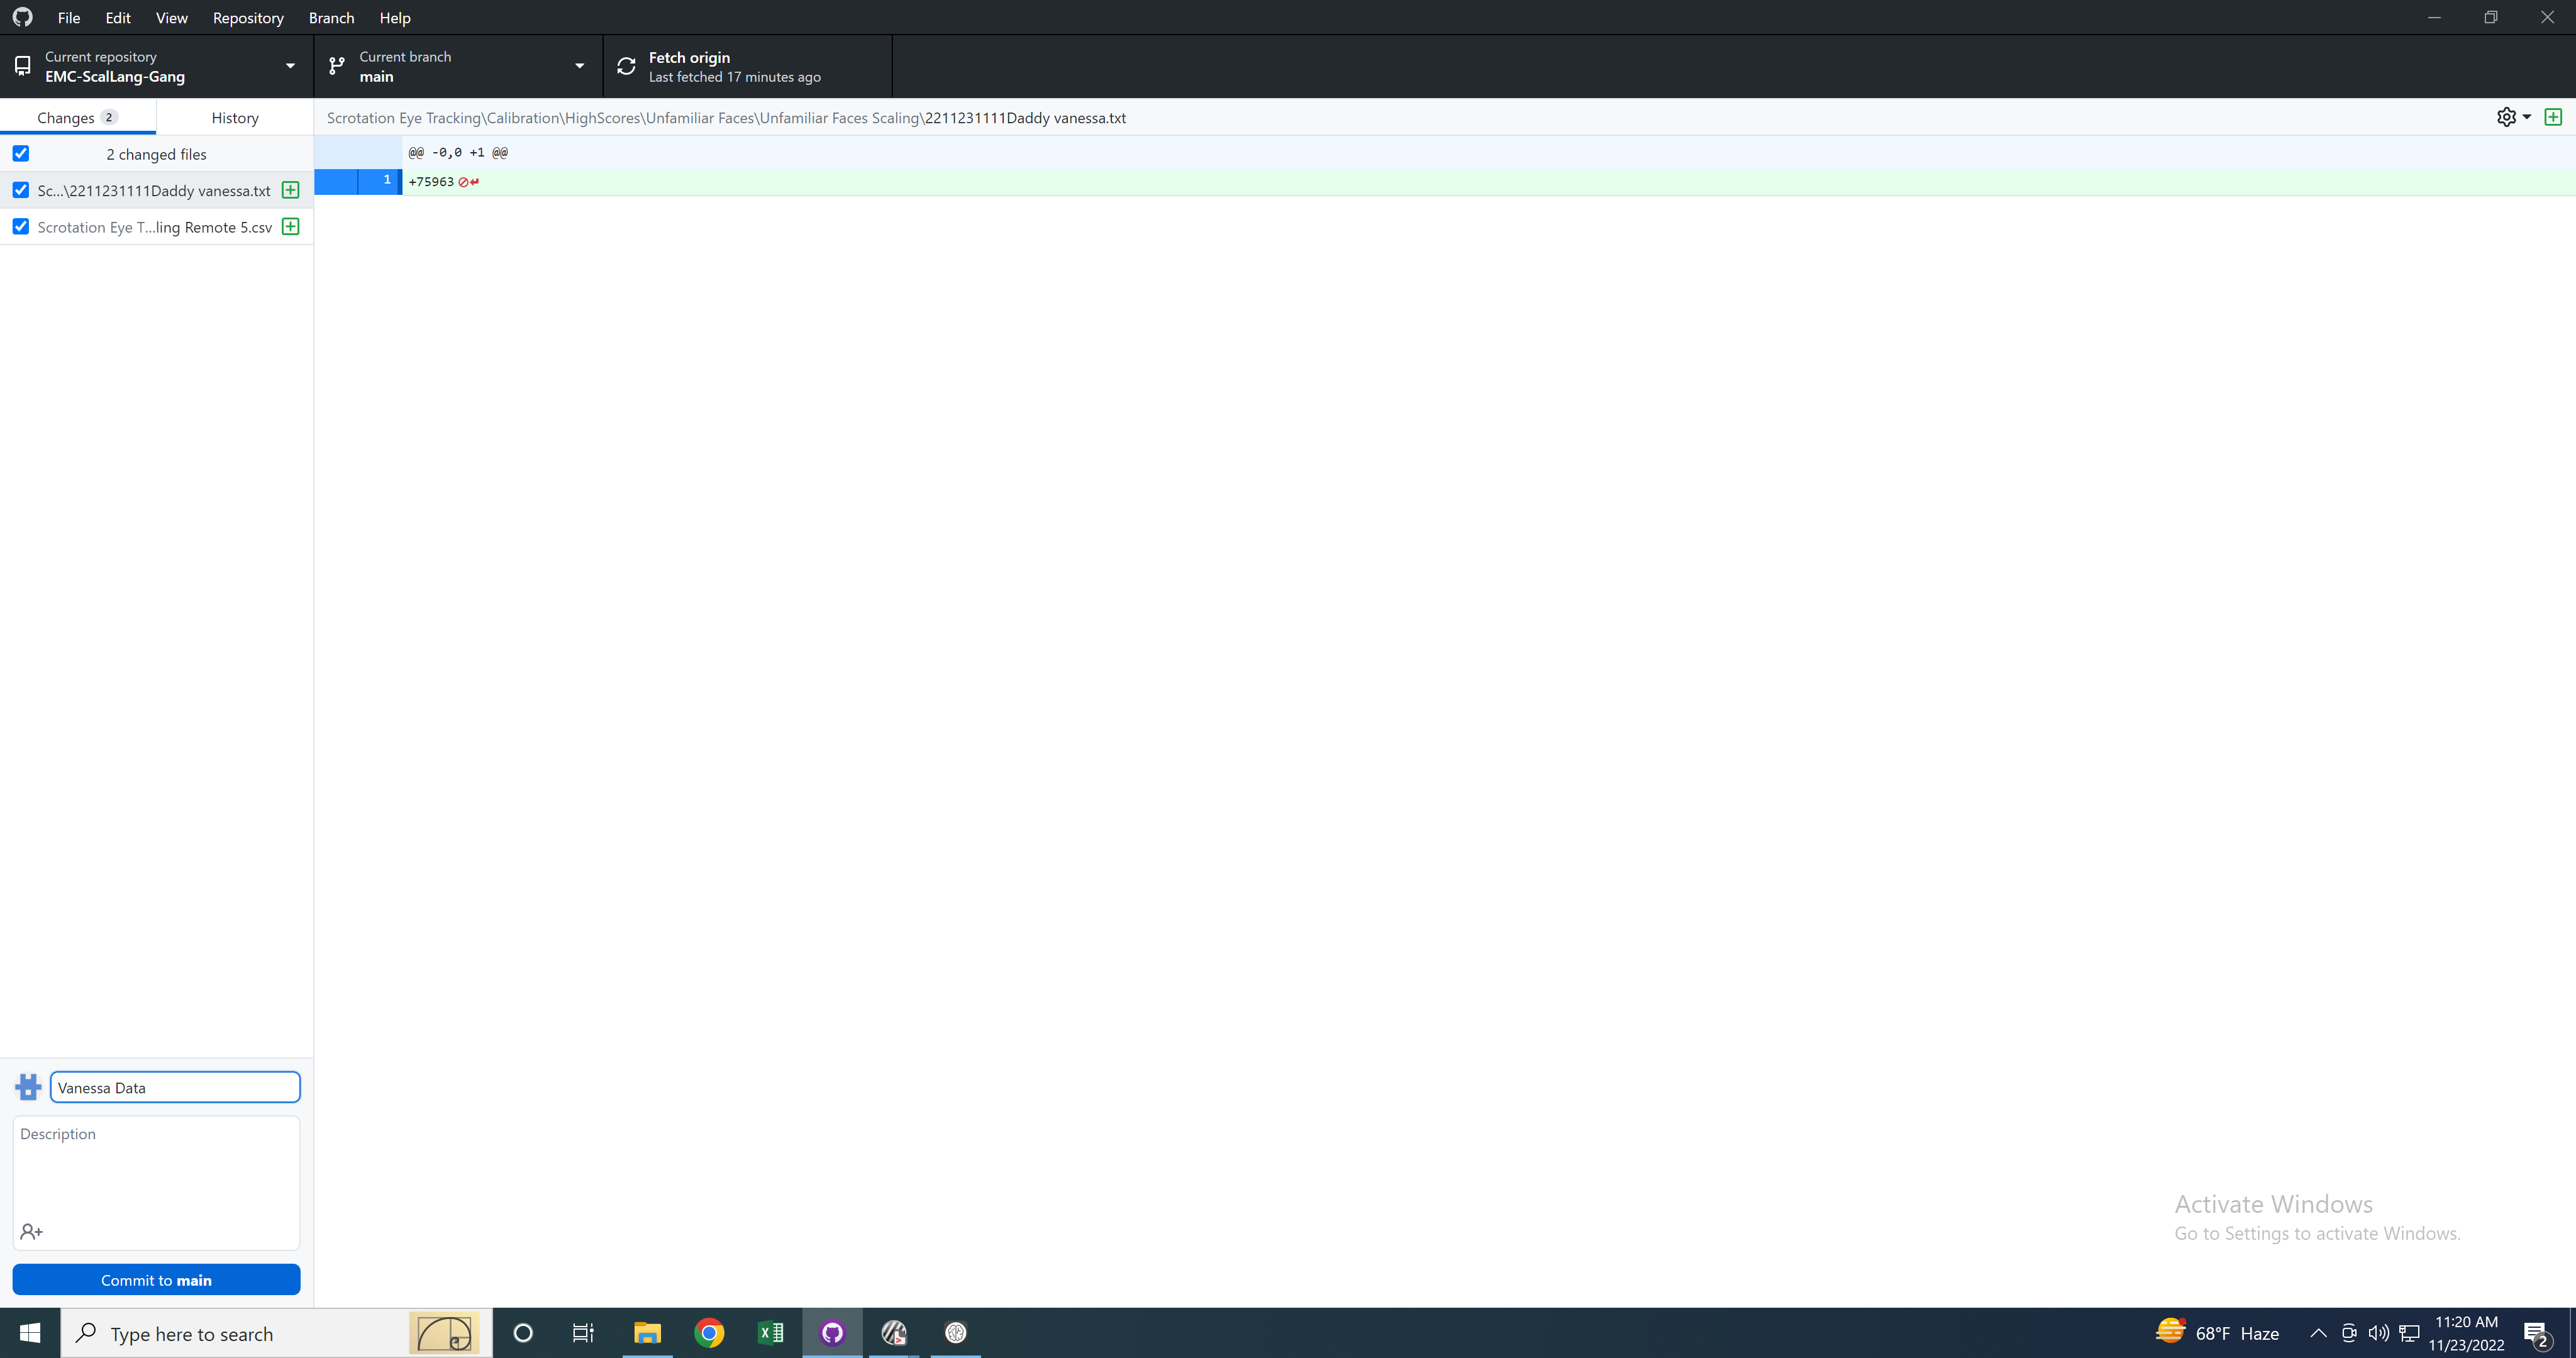 File Edit View Repository Branch Help
Current repository
EMC-ScalLang-Gang
Current branch
main
Fetch origin
Last fetched 17 minutes ago
Changes 2
History
Scrotation Eye Tracking\Calibration\HighScores\Unfamiliar Faces\Unfamiliar Faces Scaling\2211231111Daddy vanessa.txt
2 changed files
@@ -0,0 +1 @@
Sc...\2211231111Daddy vanessa.txt
1 +75963
Scrotation Eye T...ling Remote 5.csv
Vanessa Data
Description
Commit to main
Activate Windows
Go to Settings to activate Windows.
Type here to search
68°F Haze
11:20 AM
11/23/2022
2